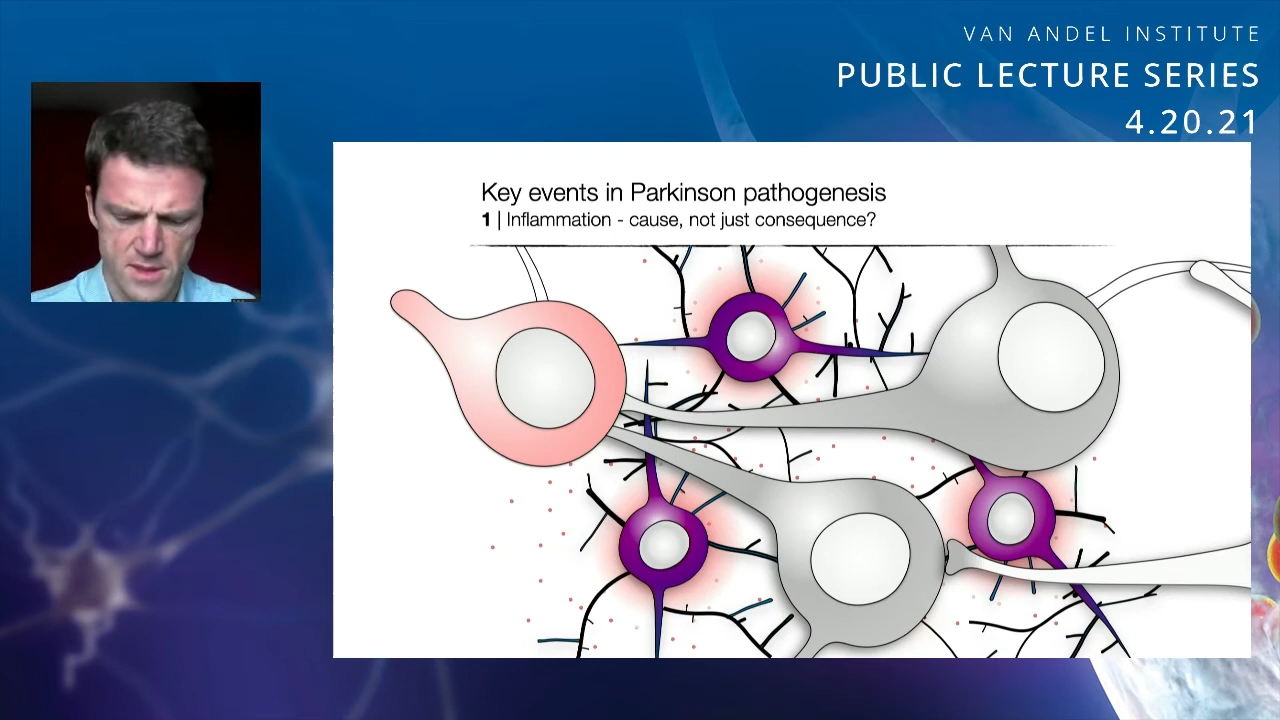 VAN ANDEL INSTITUTE
PUBLIC LECTURE SERIES
4.20.21
Key events in Parkinson pathogenesis
1 | Inflammation - cause, not just consequence?